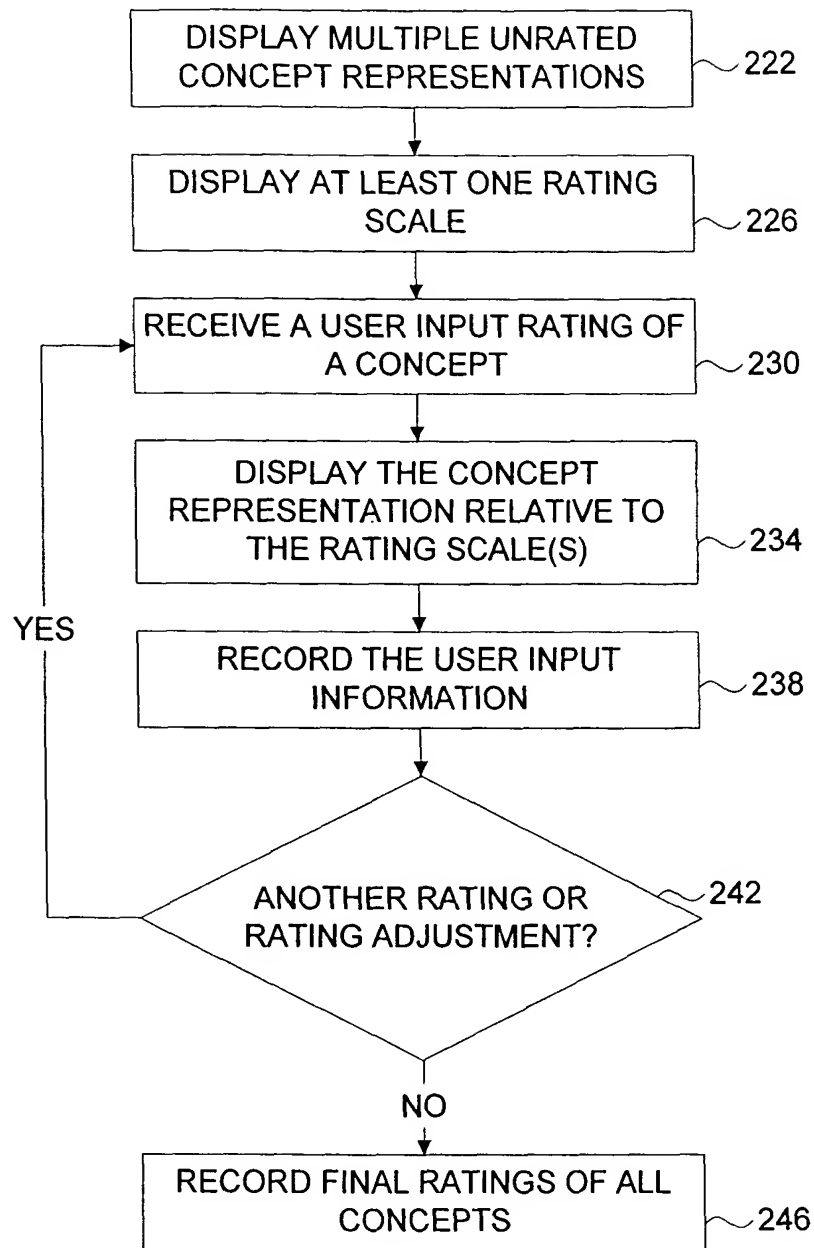 DISPLAY MULTIPLE UNRATED
CONCEPT REPRESENTATIONS
222
DISPLAY AT LEAST ONE RATING
SCALE
226
RECEIVE A USER INPUT RATING OF
A CONCEPT
230
DISPLAY THE CONCEPT
REPRESENTATION RELATIVE TO
THE RATING SCALE(S)
234
YES
RECORD THE USER INPUT
INFORMATION
238
ANOTHER RATING OR
RATING ADJUSTMENT?
242
NO
RECORD FINAL RATINGS OF ALL
CONCEPTS
246